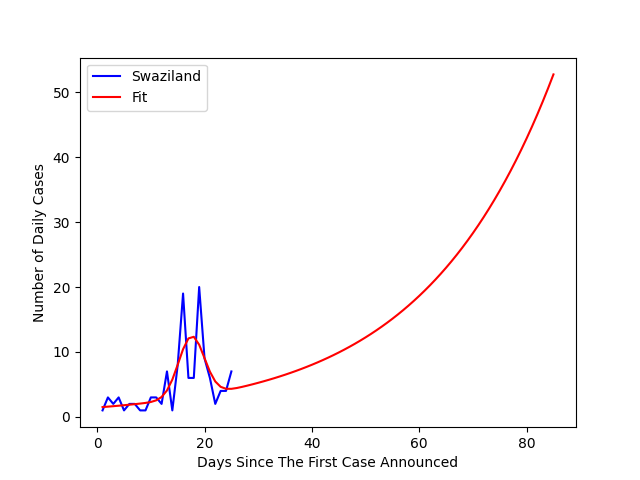 Swaziland
Fit
Number of Daily Cases
50
40
30
20
10
0
0 20 40 60 80
Days Since The First Case Announced